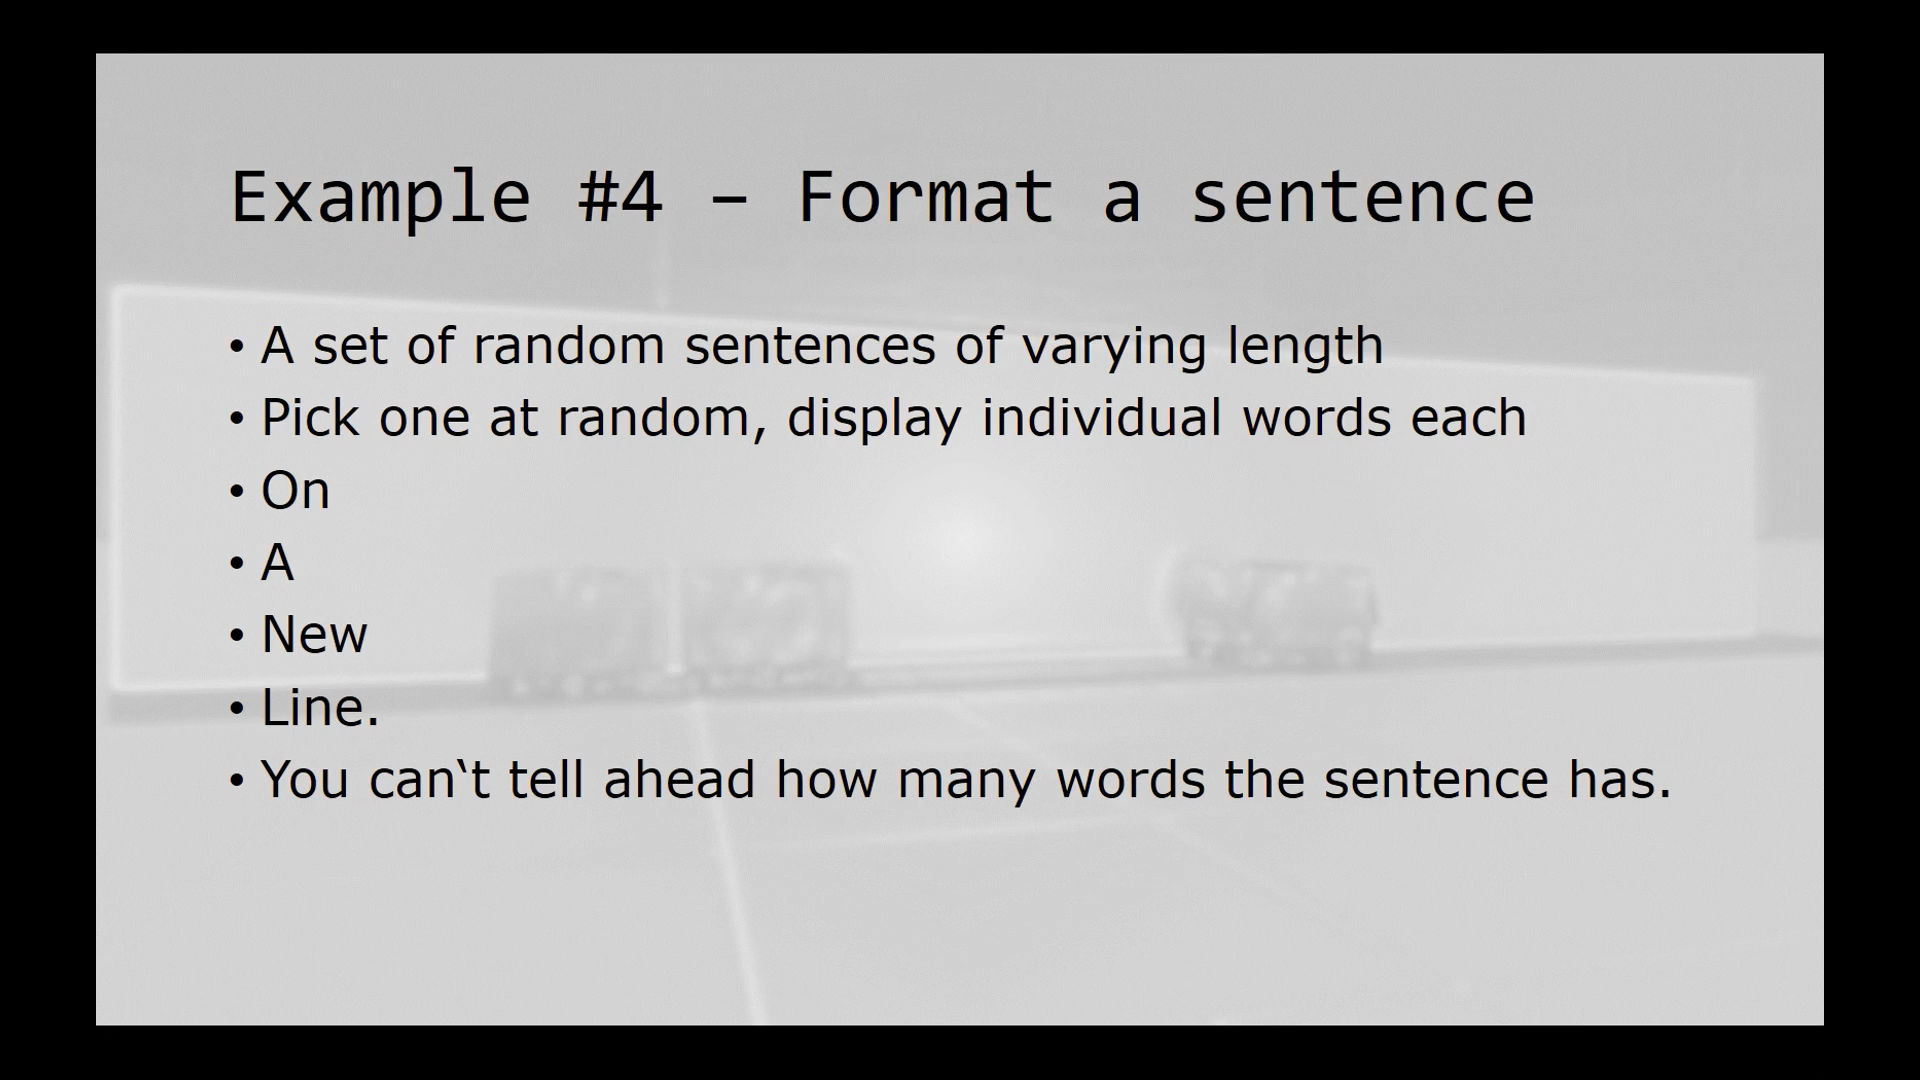 Example #4 – Format a sentence
• A set of random sentences of varying length
• Pick one at random, display individual words each
• On
• A
• New
• Line.
• You can‘t tell ahead how many words the sentence has.